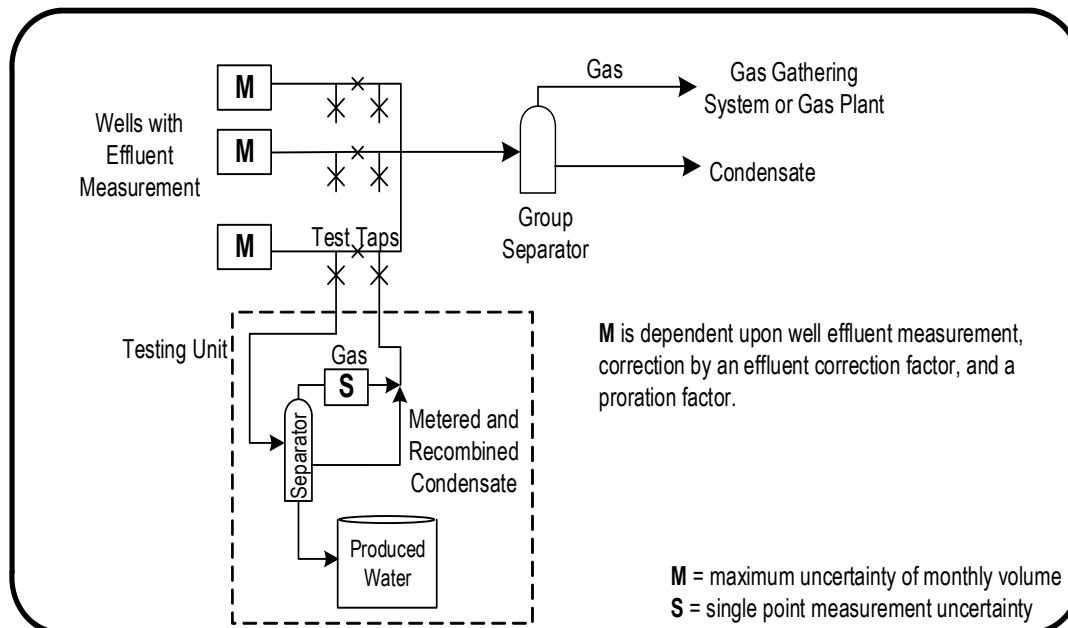 M
Gas
Gas Gathering
System or Gas Plant
Wells with
Effluent
Measurement
M
Condensate
Group
Separator
M
Test Taps
Testing Unit
Gas
S
M is dependent upon well effluent measurement,
correction by an effluent correction factor, and a
proration factor.
Separator
Metered and
Recombined
Condensate
Produced
Water
M = maximum uncertainty of monthly volume
S = single point measurement uncertainty